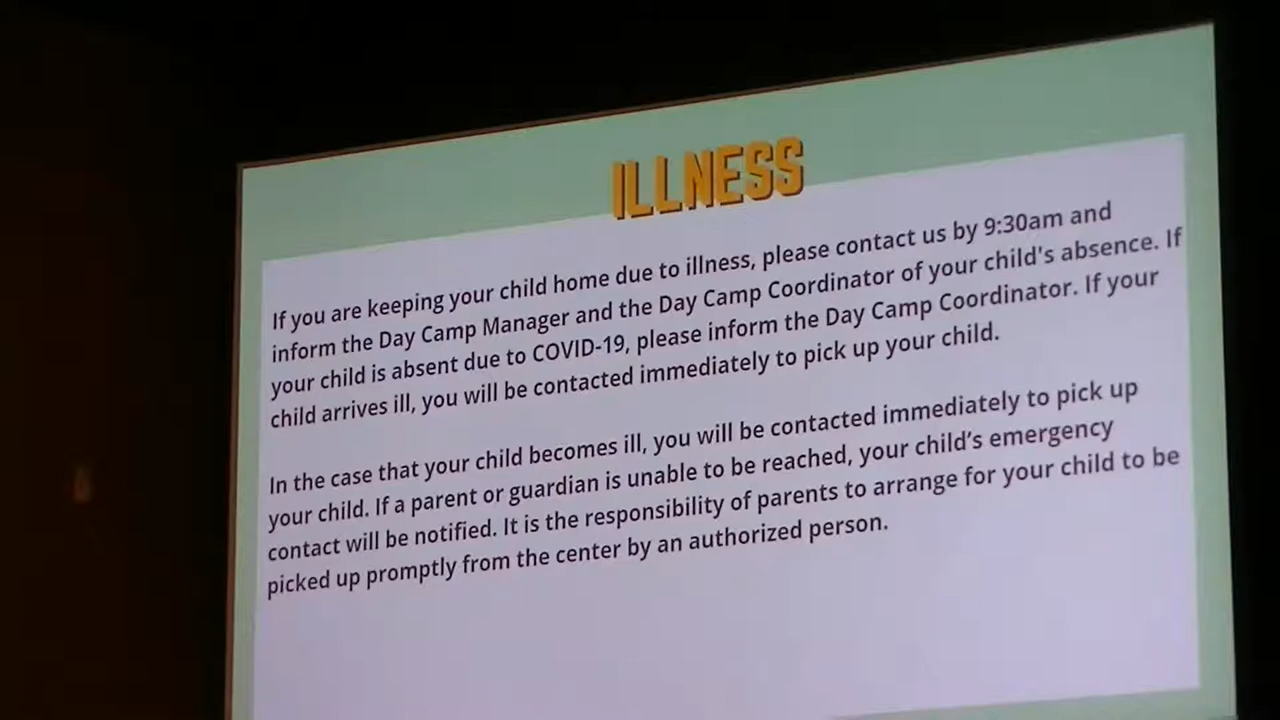 ILLNESS
If you are keeping your child home due to illness, please contact us by 9:30am and
inform the Day Camp Manager and the Day Camp Coordinator of your child's absence. If
your child is absent due to COVID-19, please inform the Day Camp Coordinator. If your
child arrives ill, you will be contacted immediately to pick up your child.
In the case that your child becomes ill, you will be contacted immediately to pick up
your child. If a parent or guardian is unable to be reached, your child’s emergency
contact will be notified. It is the responsibility of parents to arrange for your child to be
picked up promptly from the center by an authorized person.